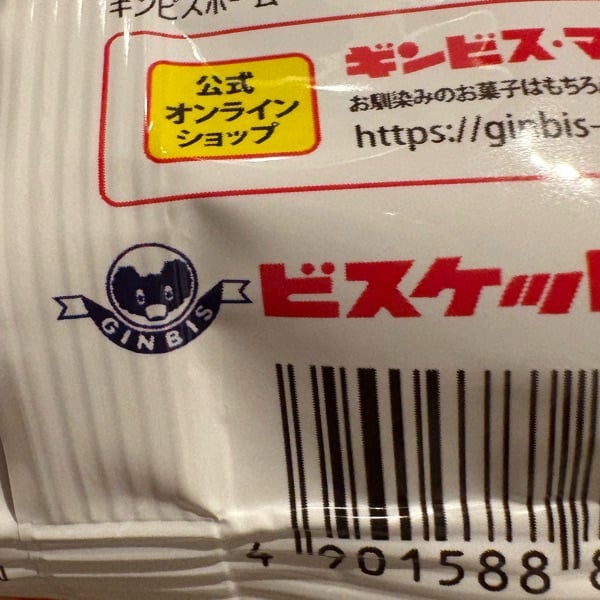 ギンビスホーム
ギンビス・マ
公式
オンライン
ショップ
お馴染みのお菓子はもちろ
https://ginbis-
GINBIS
ビスケット
4 901588 8